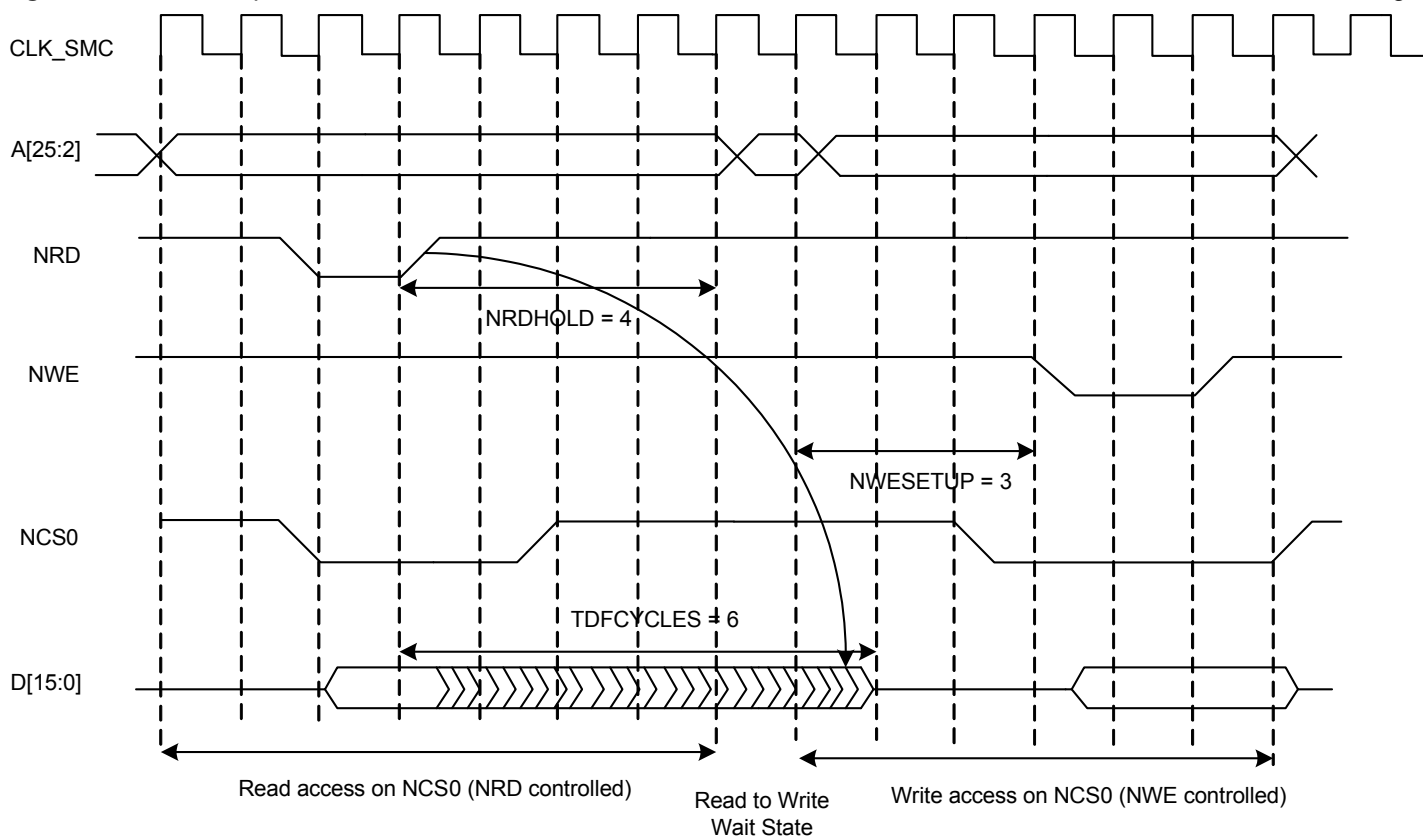 CLK_SMC
A[25:2]
NRD
NRDHOLD = 4
NWE
NWESETUP = 3
NCS0
TDFCYCLES = 6
D[15:0]
Read access on NCS0 (NRD controlled)
Read to Write
Wait State
Write access on NCS0 (NWE controlled)